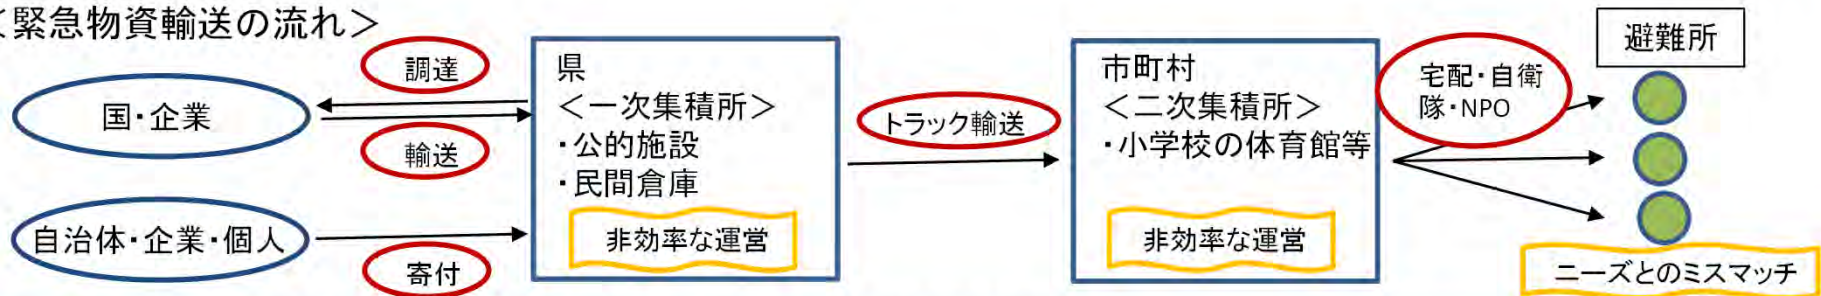 <緊急物資輸送の流れ>
国・企業
調達
輸送
自治体・企業・個人
寄付
県
<一次集積所>
・公的施設
・民間倉庫
非効率な運営
トラック輸送
市町村
<二次集積所>
・小学校の体育館等
非効率な運営
宅配・自衛
隊・NPO
避難所
ニーズとのミスマッチ